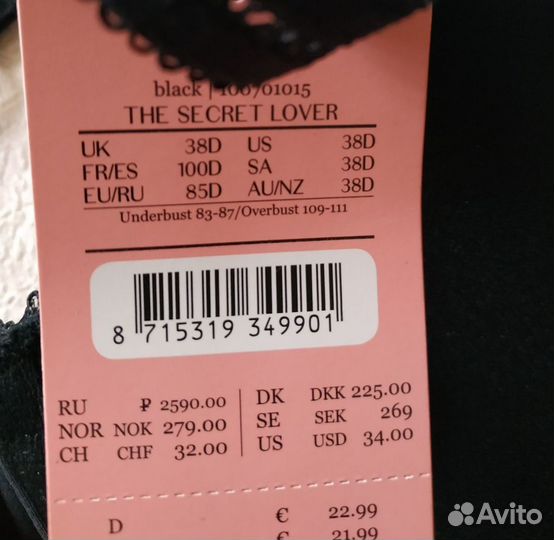 black | 100701015
THE SECRET LOVER
UK 38D US 38D
FR/ES 100D SA 38D
EU/RU 85D AU/NZ 38D
Underbust 83-87/Overbust 109-111
8 715319 349901
RU ₽ 2590.00 DK DKK 225.00
NOR NOK 279.00 SE SEK 269
CH CHF 32.00 US USD 34.00
D € 22.99
€ 21.99
Avito